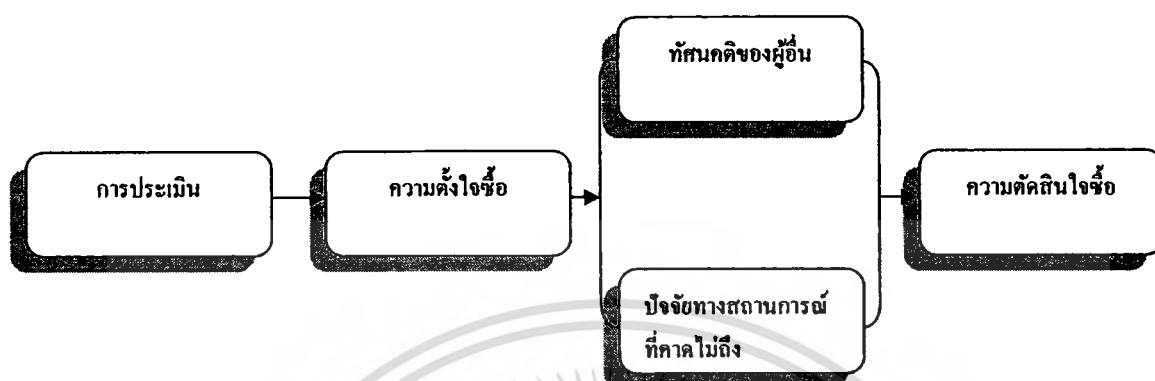 ทัศนคติของผู้อื่น
การประเมิน
ความตั้งใจซื้อ
ความตัดสินใจซื้อ
ปัจจัยทางสถานการณ์
ที่คาดไม่ถึง